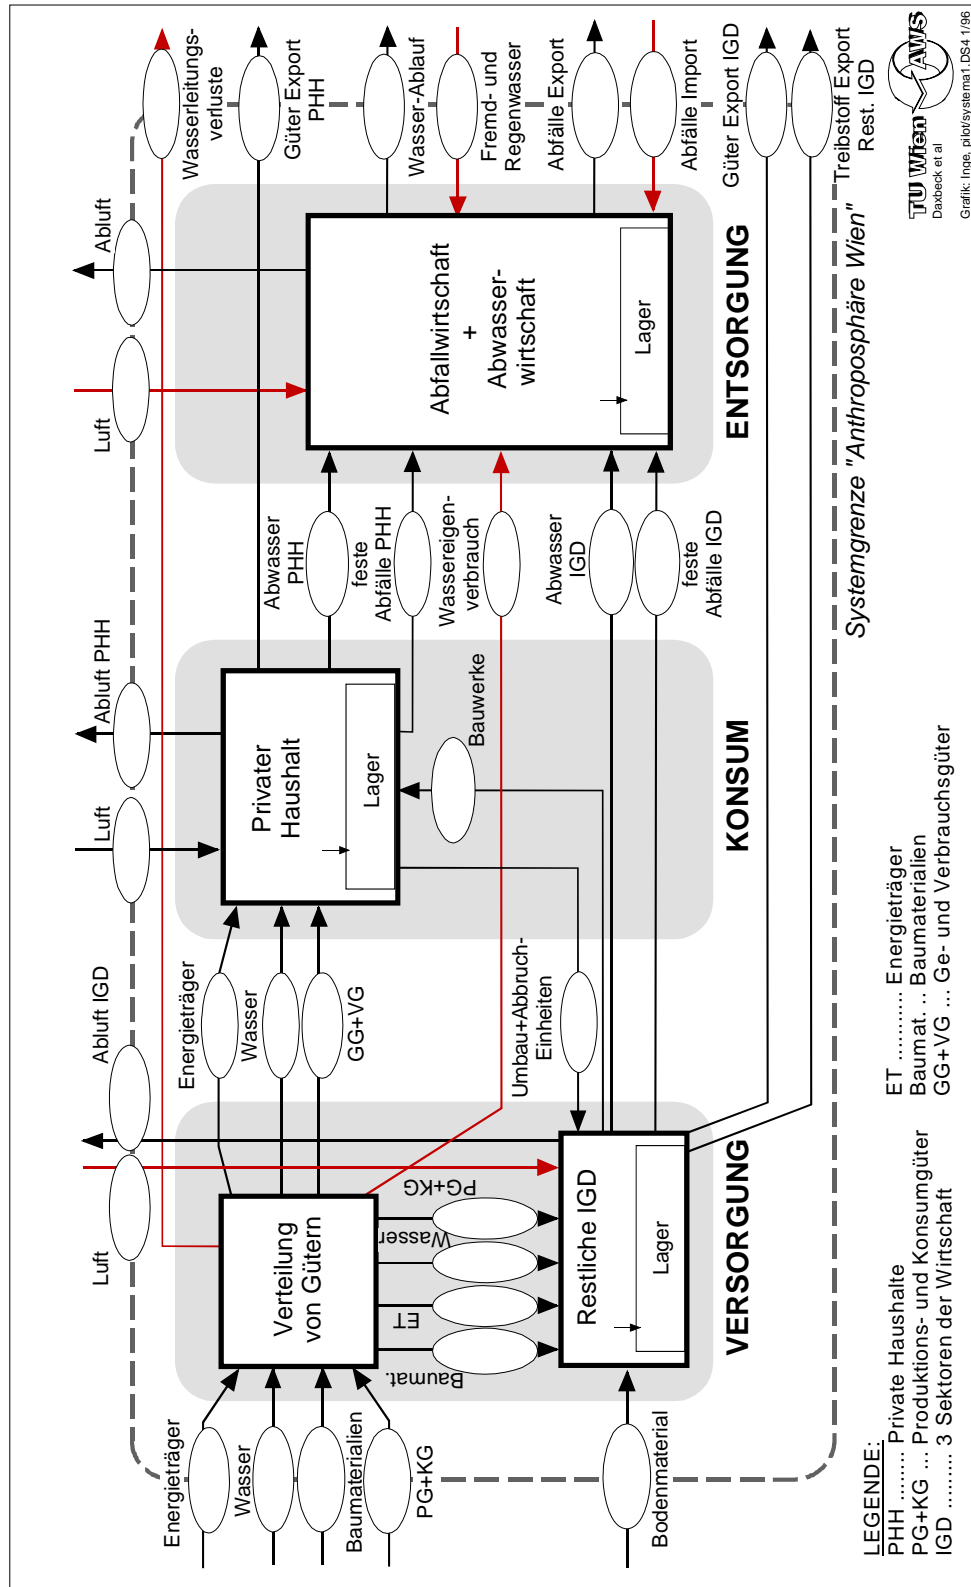 Energieträger
Wasser
Baumaterialien
PG+KG
Bodenmaterial
Luft
Abluft IGD
Luft
Abluft PHH
Luft
Abluft
Wasserleitungs-
verluste
Güter Export
PHH
Wasser-Ablauf
Fremd- und
Regenwasser
Abfälle Export
Abfälle Import
Güter Export IGD
Treibstoff Export
Rest. IGD
Verteilung
von Gütern
Baumat.
ET
Wasser
PG+KG
Restliche IGD
Lager
VERSORGUNG
Energieträger
Wasser
GG+VG
Umbau+Abbruch-
Einheiten
Privater
Haushalt
Lager
Bauwerke
KONSUM
Abwasser
PHH
feste
Abfälle PHH
Wassereigen-
verbrauch
Abwasser
IGD
feste
Abfälle IGD
Abfallwirtschaft
+
Abwasser-
wirtschaft
Lager
ENTSORGUNG
Systemgrenze "Anthroposphäre Wien"
LEGENDE:
PHH ........ Private Haushalte
PG+KG ... Produktions- und Konsumgüter
IGD ......... 3 Sektoren der Wirtschaft
ET ........... Energieträger
Baumat. .. Baumaterialien
GG+VG ... Ge- und Verbrauchsgüter
TU Wien AWS
Daxbeck et al
Grafik: Inge, pilot/systema1.DS4 1/96